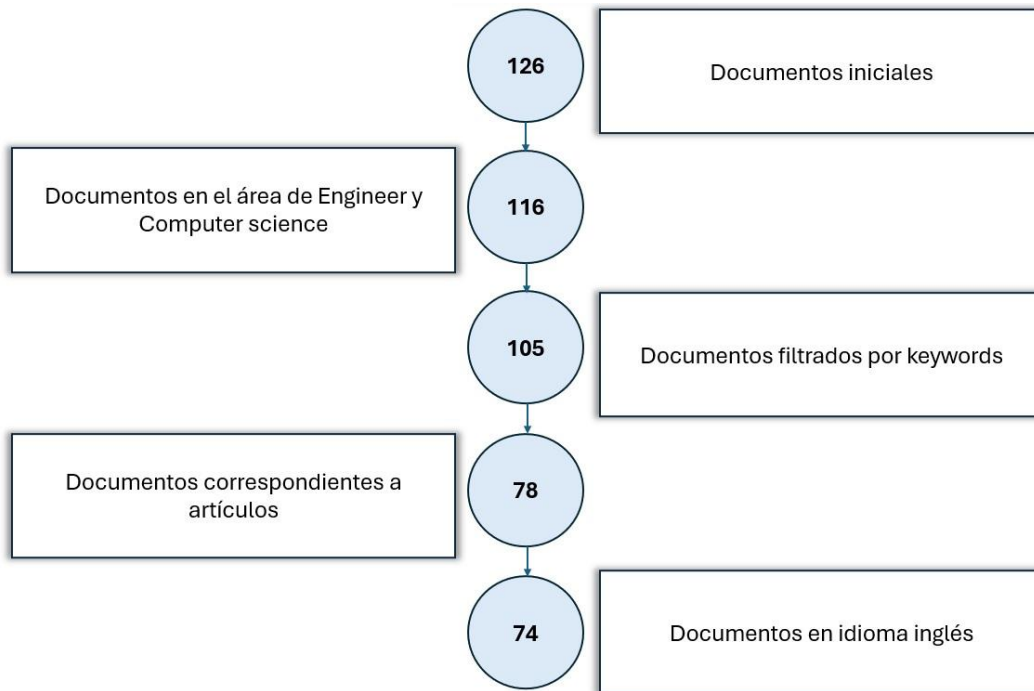 126
Documentos iniciales
Documentos en el área de Engineer y
Computer science
116
105
Documentos filtrados por keywords
Documentos correspondientes a
artículos
78
74
Documentos en idioma inglés